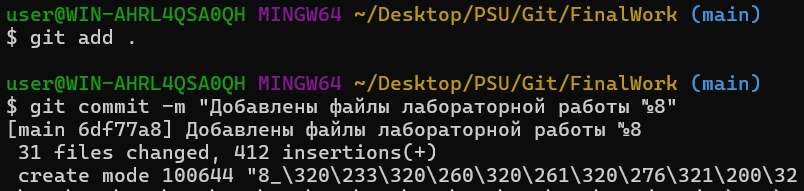 user@WIN-AHRL4QSA0QH MINGW64 ~/Desktop/PSU/Git/FinalWork (main)
$ git add .
user@WIN-AHRL4QSA0QH MINGW64 ~/Desktop/PSU/Git/FinalWork (main)
$ git commit -m "Добавлены файлы лабораторной работы №8"
[main 6df77a8] Добавлены файлы лабораторной работы №8
31 files changed, 412 insertions(+)
create mode 100644 "8_\320\233\320\260\320\261\320\276\321\200\32